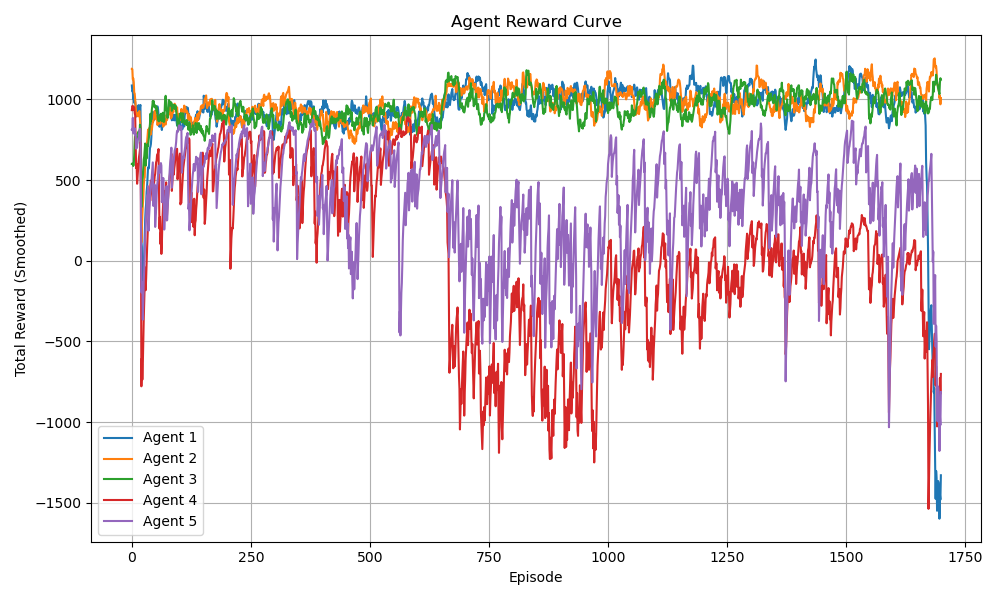 Agent Reward Curve
Total Reward (Smoothed)
1000
500
0
−500
−1000
−1500
Agent 1
Agent 2
Agent 3
Agent 4
Agent 5
0
250
500
750
1000
1250
1500
1750
Episode